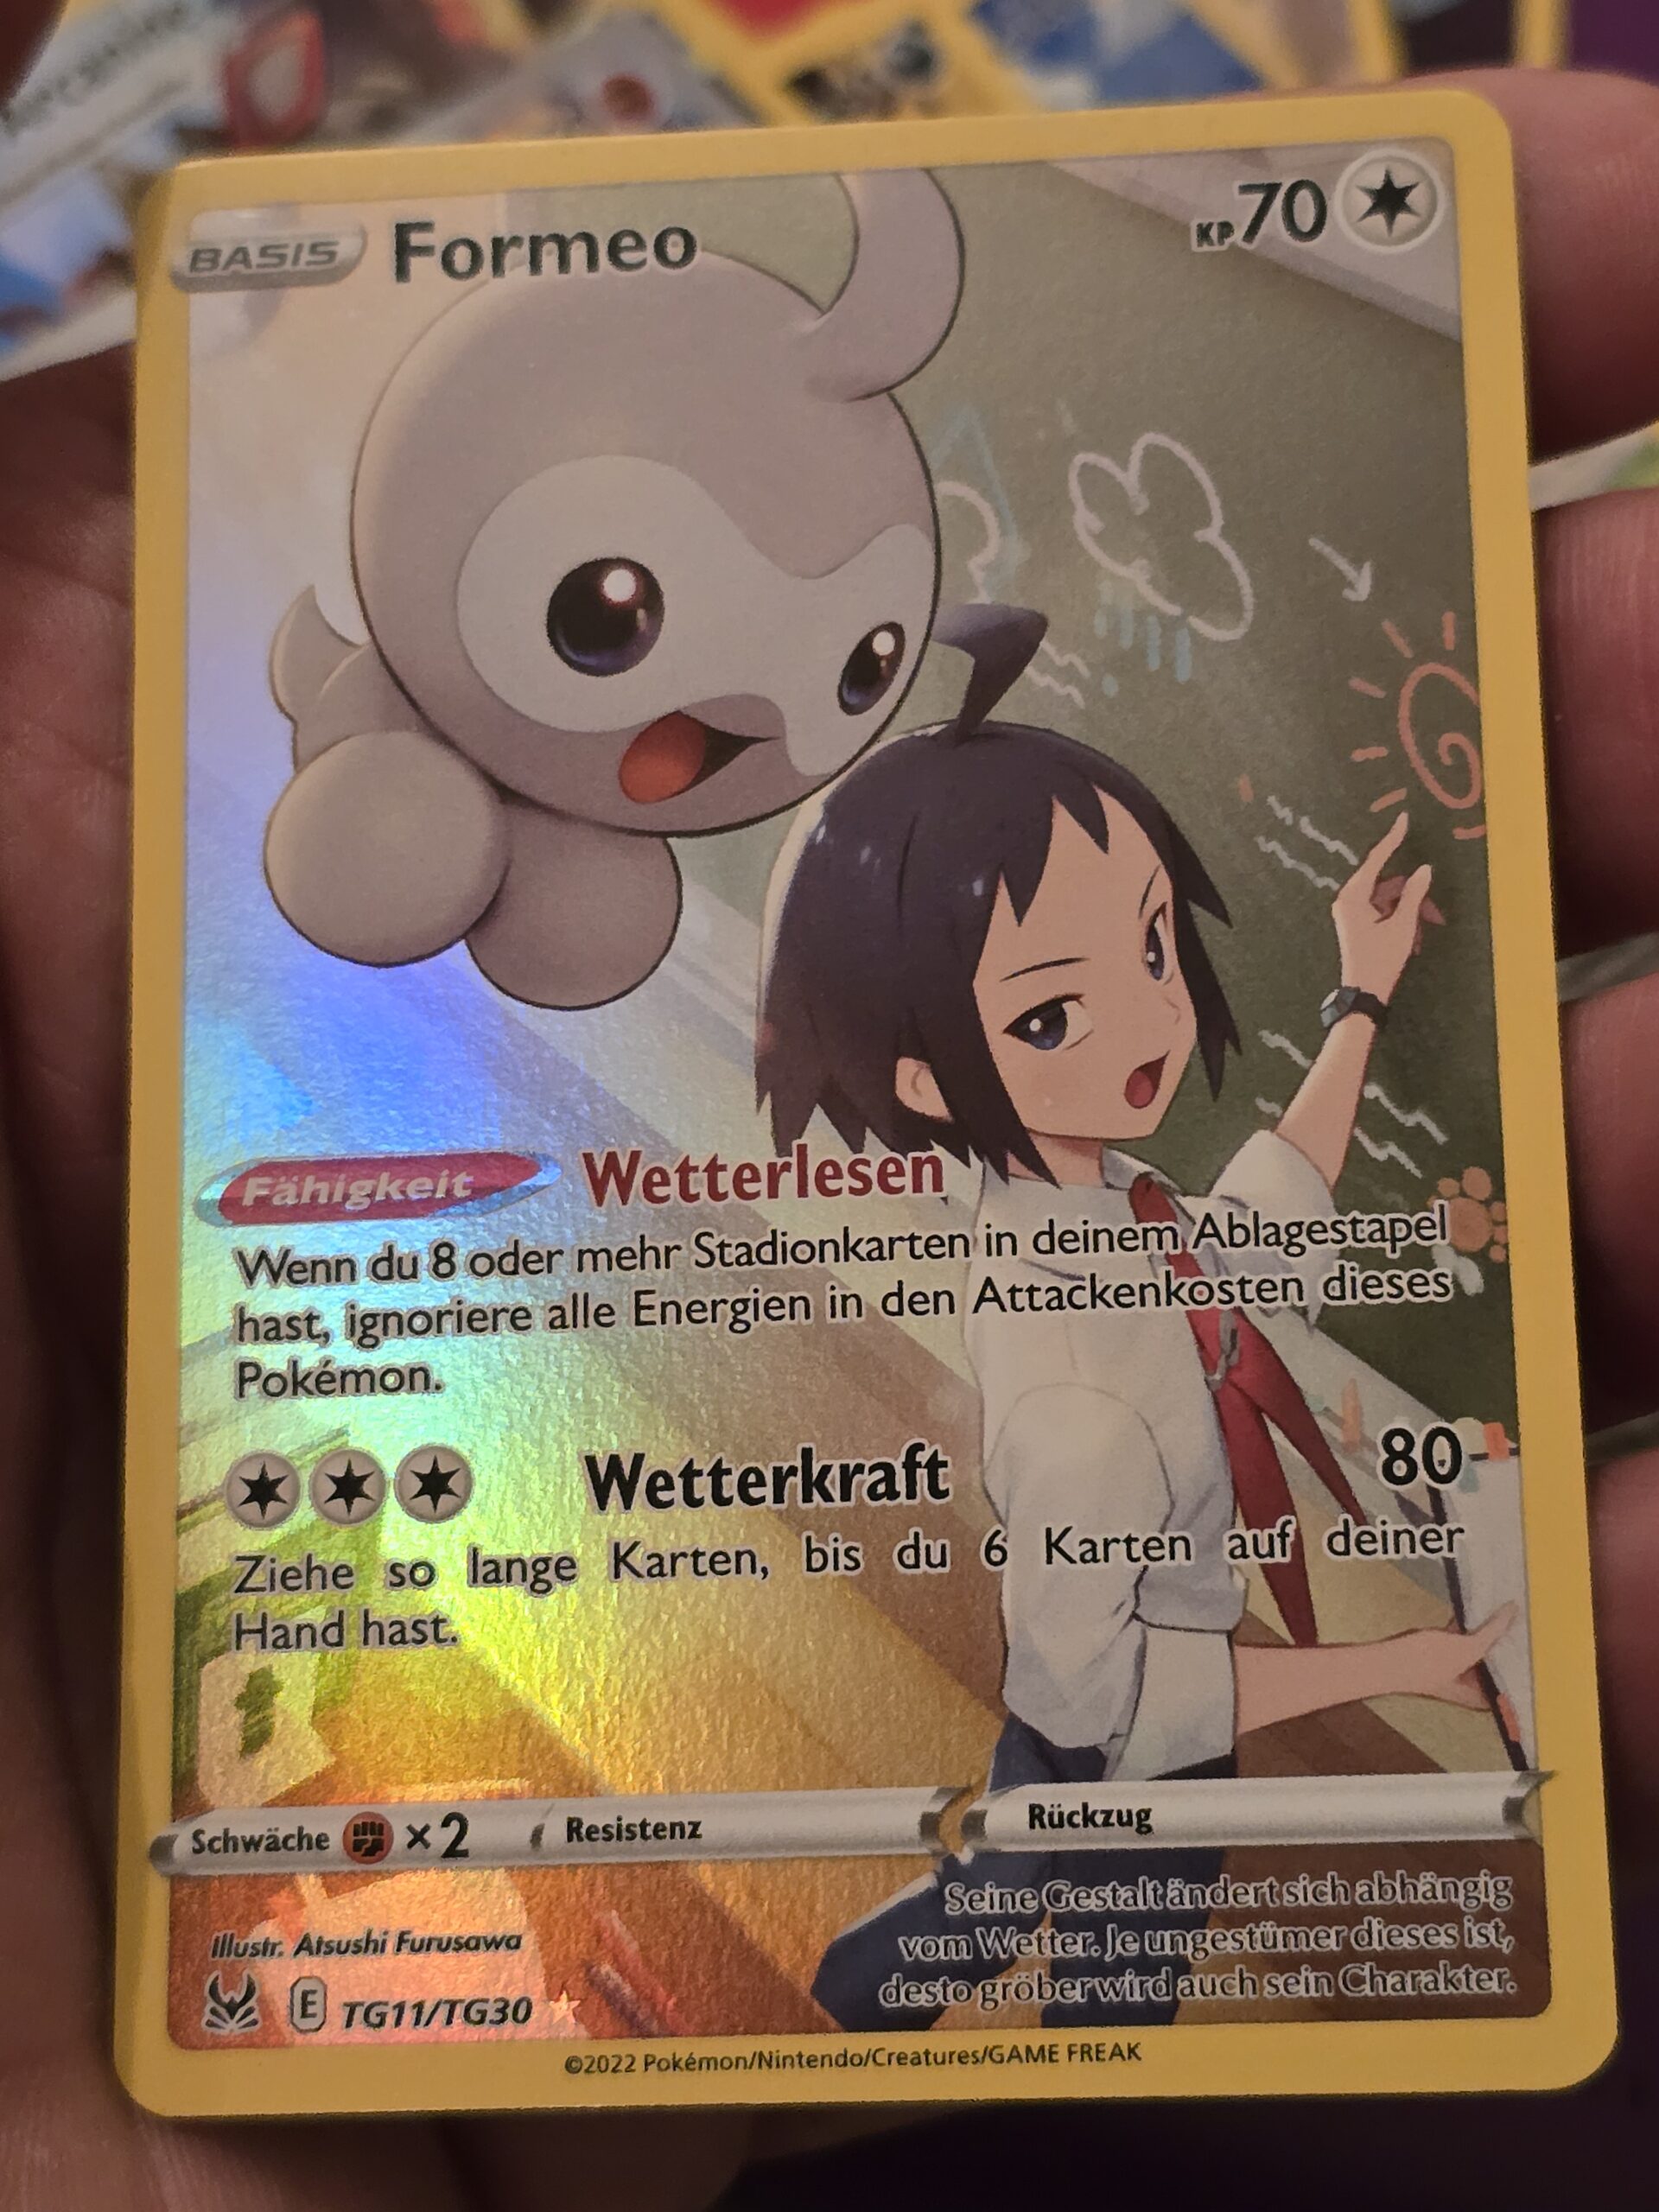 BASIS Formeo KP 70
Fähigkeit Wetterlesen
Wenn du 8 oder mehr Stadionkarten in deinem Ablagestapel
hast, ignoriere alle Energien in den Attackenkosten dieses
Pokémon.
Wetterkraft 80
Ziehe so lange Karten, bis du 6 Karten auf deiner
Hand hast.
Schwäche ×2 Resistenz Rückzug
Seine Gestalt ändert sich abhängig
vom Wetter. Je ungestümer dieses ist,
desto gröber wird auch sein Charakter.
Illustr. Atsushi Furusawa
E TG11/TG30
©2022 Pokémon/Nintendo/Creatures/GAME FREAK